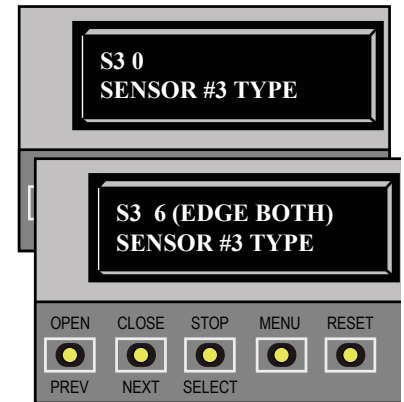 S3 0
SENSOR #3 TYPE
S3 6 (EDGE BOTH)
SENSOR #3 TYPE
OPEN CLOSE STOP MENU RESET
PREV NEXT SELECT